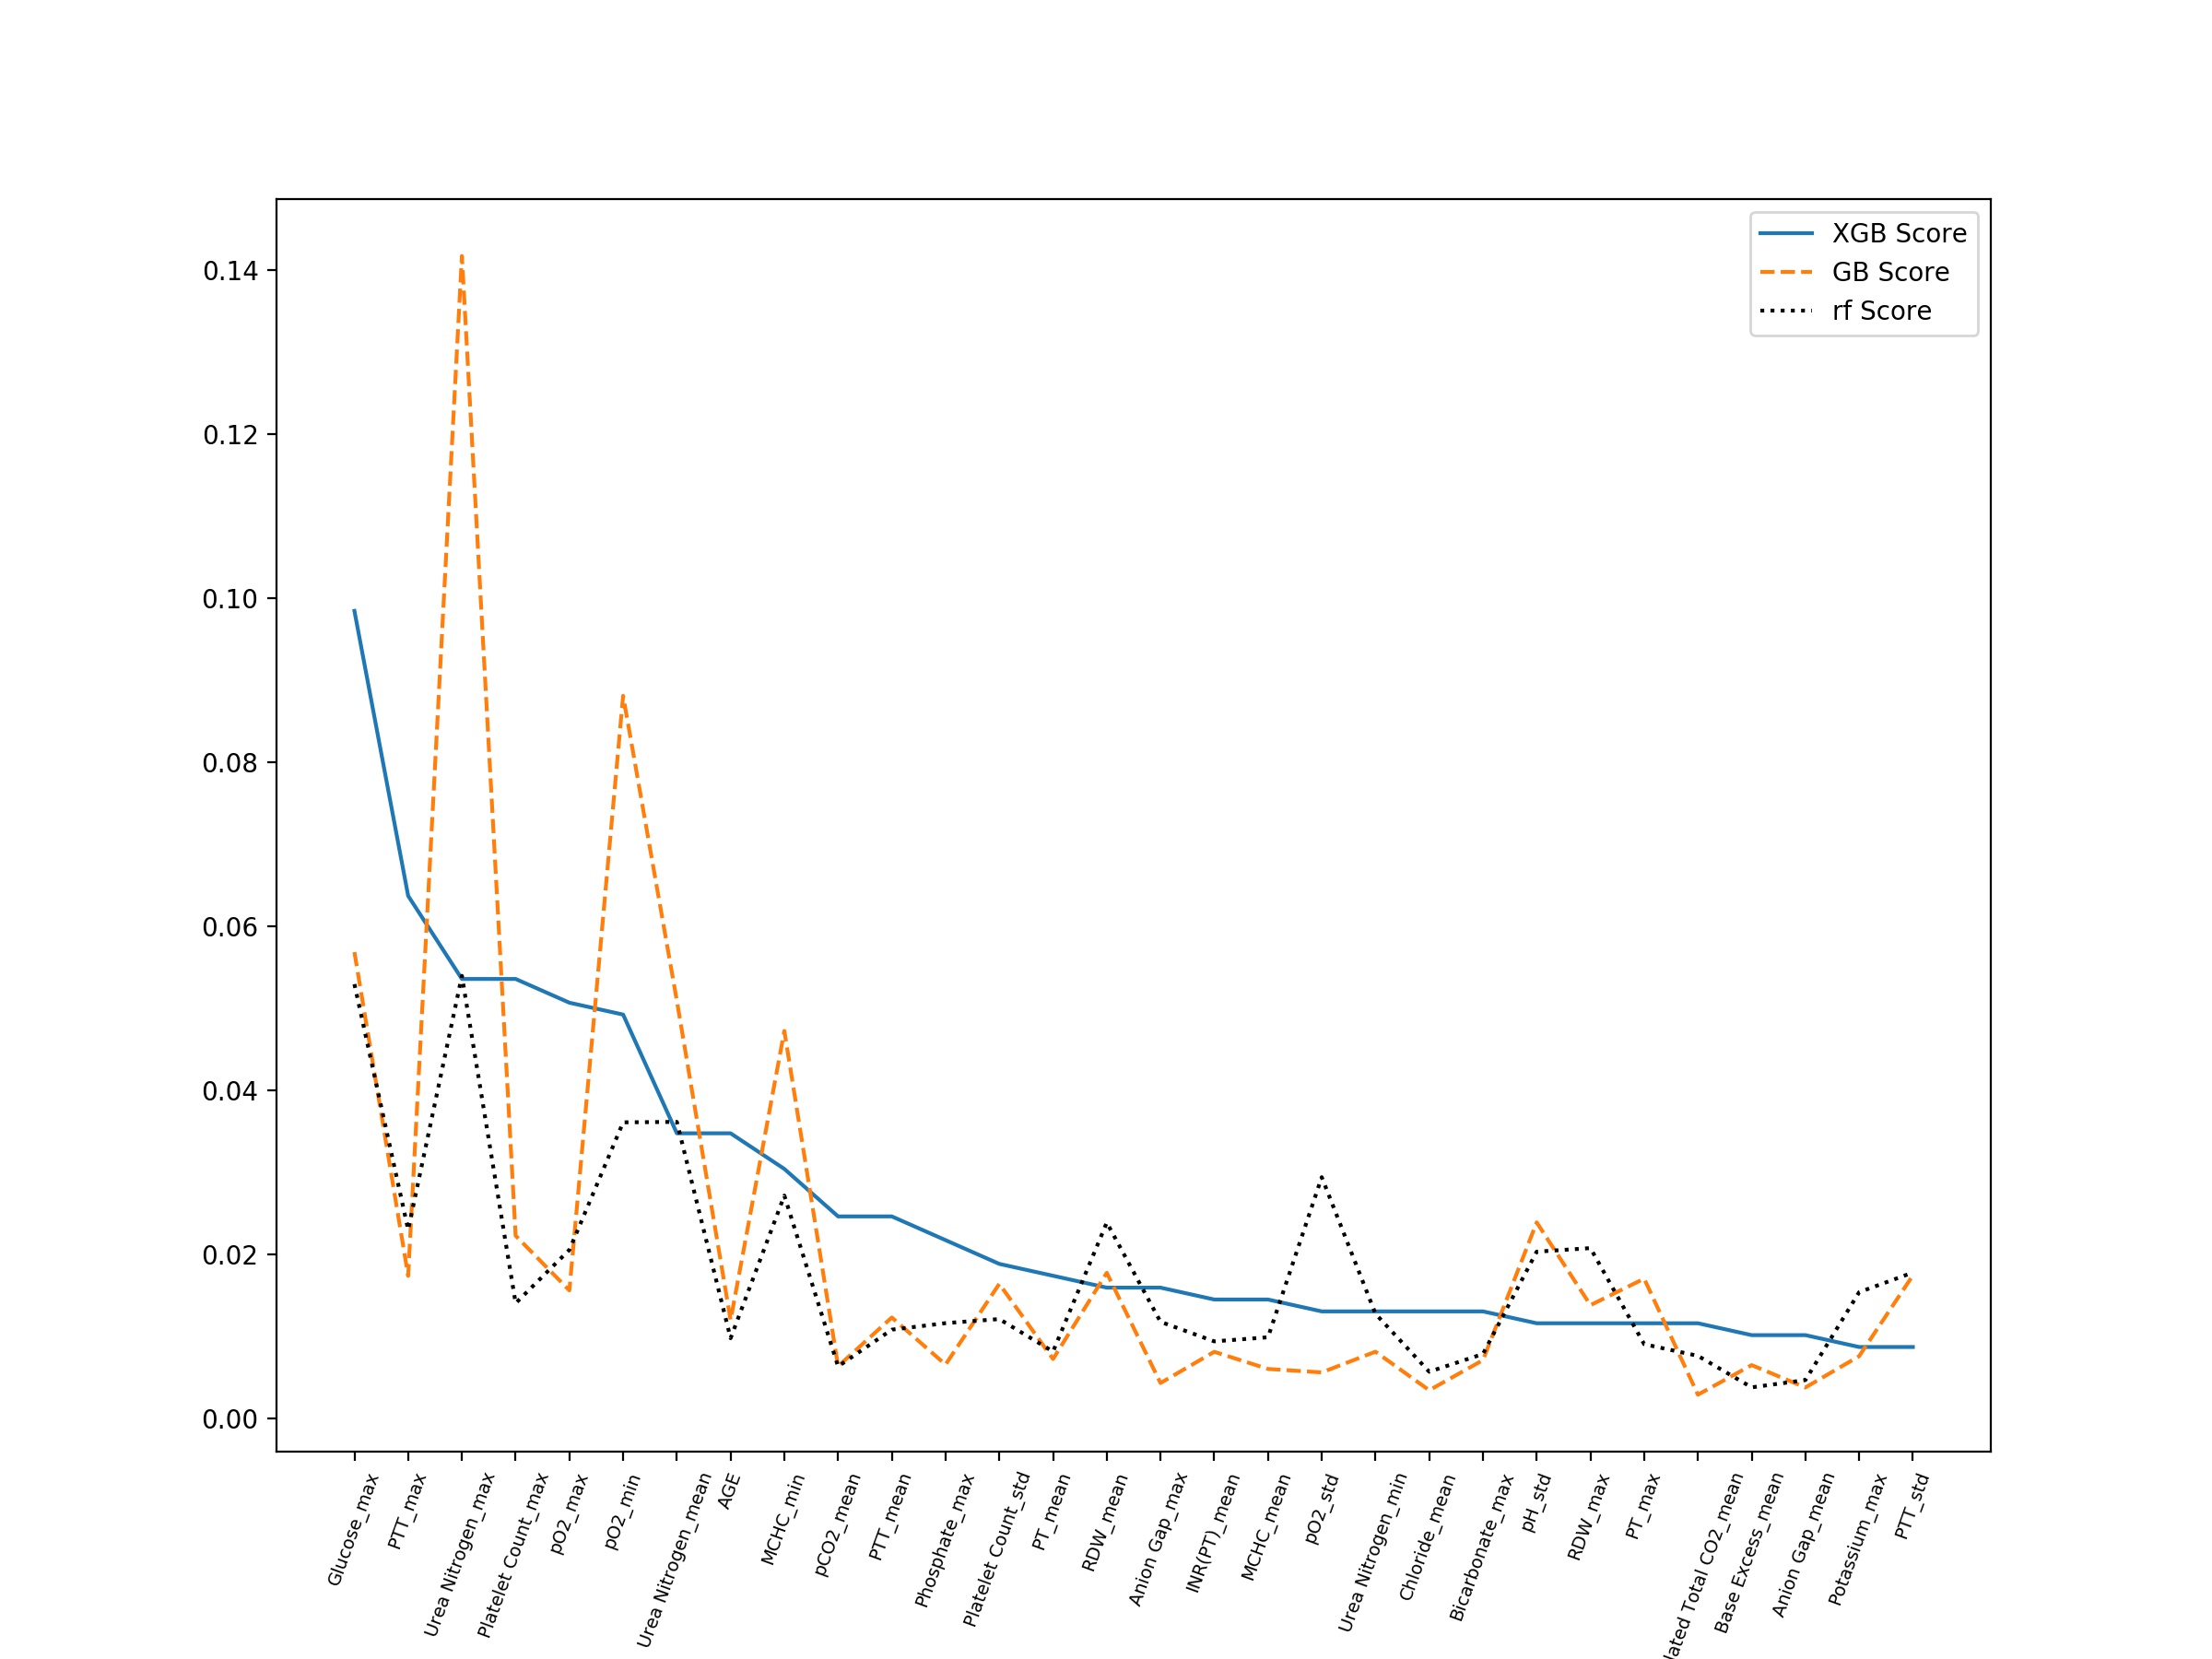 XGB Score
GB Score
rf Score
0.14
0.12
0.10
0.08
0.06
0.04
0.02
0.00
Glucose_max
PTT_max
Urea Nitrogen_max
Platelet Count_max
pO2_max
pO2_min
Urea Nitrogen_mean
AGE
MCHC_min
pCO2_mean
PTT_mean
Phosphate_max
Platelet Count_std
PT_mean
RDW_mean
Anion Gap_max
INR(PT)_mean
MCHC_mean
pO2_std
Urea Nitrogen_min
Chloride_mean
Bicarbonate_max
pH_std
RDW_max
PT_max
Total CO2_mean
Base Excess_mean
Anion Gap_mean
Potassium_max
PTT_std